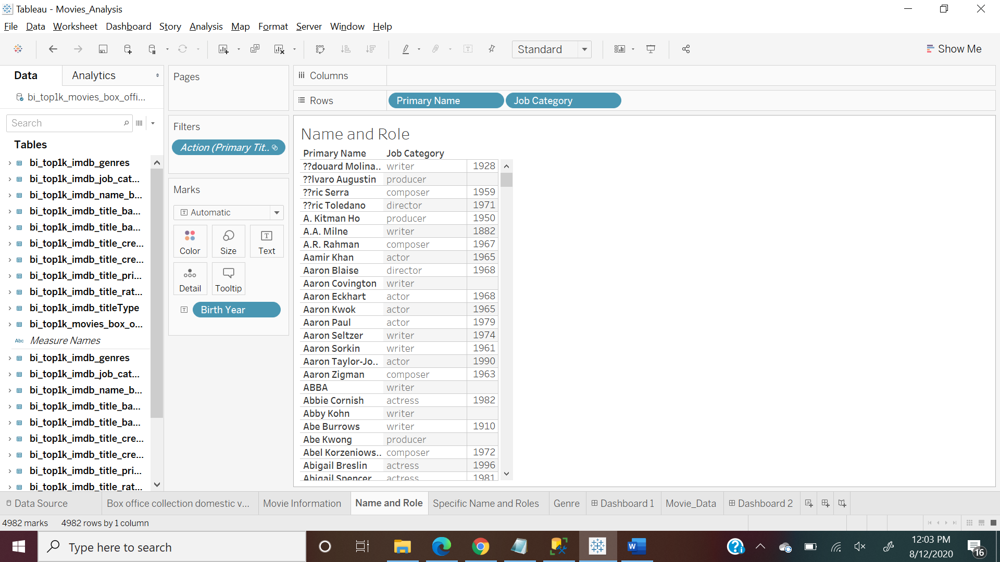 Tableau - Movies_Analysis
File Data Worksheet Dashboard Story Analysis Map Format Server Window Help
Standard
Show Me
Data
Analytics
bi_top1k_movies_box_offi...
Search
Tables
bi_top1k_imdb_genres
bi_top1k_imdb_job_cat...
bi_top1k_imdb_name_b...
bi_top1k_imdb_title_ba...
bi_top1k_imdb_title_ba...
bi_top1k_imdb_title_cre...
bi_top1k_imdb_title_cre...
bi_top1k_imdb_title_pri...
bi_top1k_imdb_title_rat...
bi_top1k_imdb_titleType
bi_top1k_movies_box_o...
Abc Measure Names
bi_top1k_imdb_genres
bi_top1k_imdb_job_cat...
bi_top1k_imdb_name_b...
bi_top1k_imdb_title_ba...
bi_top1k_imdb_title_ba...
bi_top1k_imdb_title_cre...
bi_top1k_imdb_title_cre...
bi_top1k_imdb_title_pri...
bi_top1k_imdb_title_rat...
Pages
Filters
Action (Primary Tit..
Marks
T Automatic
Color
Size
T Text
Detail
Tooltip
T Birth Year
Columns
Rows
Primary Name
Job Category
Name and Role
Primary Name Job Category
??douard Molina.. writer 1928
??lvaro Augustin producer
??ric Serra composer 1959
??ric Toledano director 1971
A. Kitman Ho producer 1950
A.A. Milne writer 1882
A.R. Rahman composer 1967
Aamir Khan actor 1965
Aaron Blaise director 1968
Aaron Covington writer
Aaron Eckhart actor 1968
Aaron Kwok actor 1965
Aaron Paul actor 1979
Aaron Seltzer writer 1974
Aaron Sorkin writer 1961
Aaron Taylor-Jo.. actor 1990
Aaron Zigman composer 1963
ABBA writer
Abbie Cornish actress 1982
Abby Kohn writer
Abe Burrows writer 1910
Abe Kwong producer
Abel Korzeniows.. composer 1972
Abigail Breslin actress 1996
Abigail Spencer actress 1981
Data Source
Box office collection domestic v...
Movie Information
Name and Role
Specific Name and Roles
Genre
Dashboard 1
Movie_Data
Dashboard 2
4982 marks 4982 rows by 1 column
Type here to search
W
?
12:03 PM
8/12/2020
16